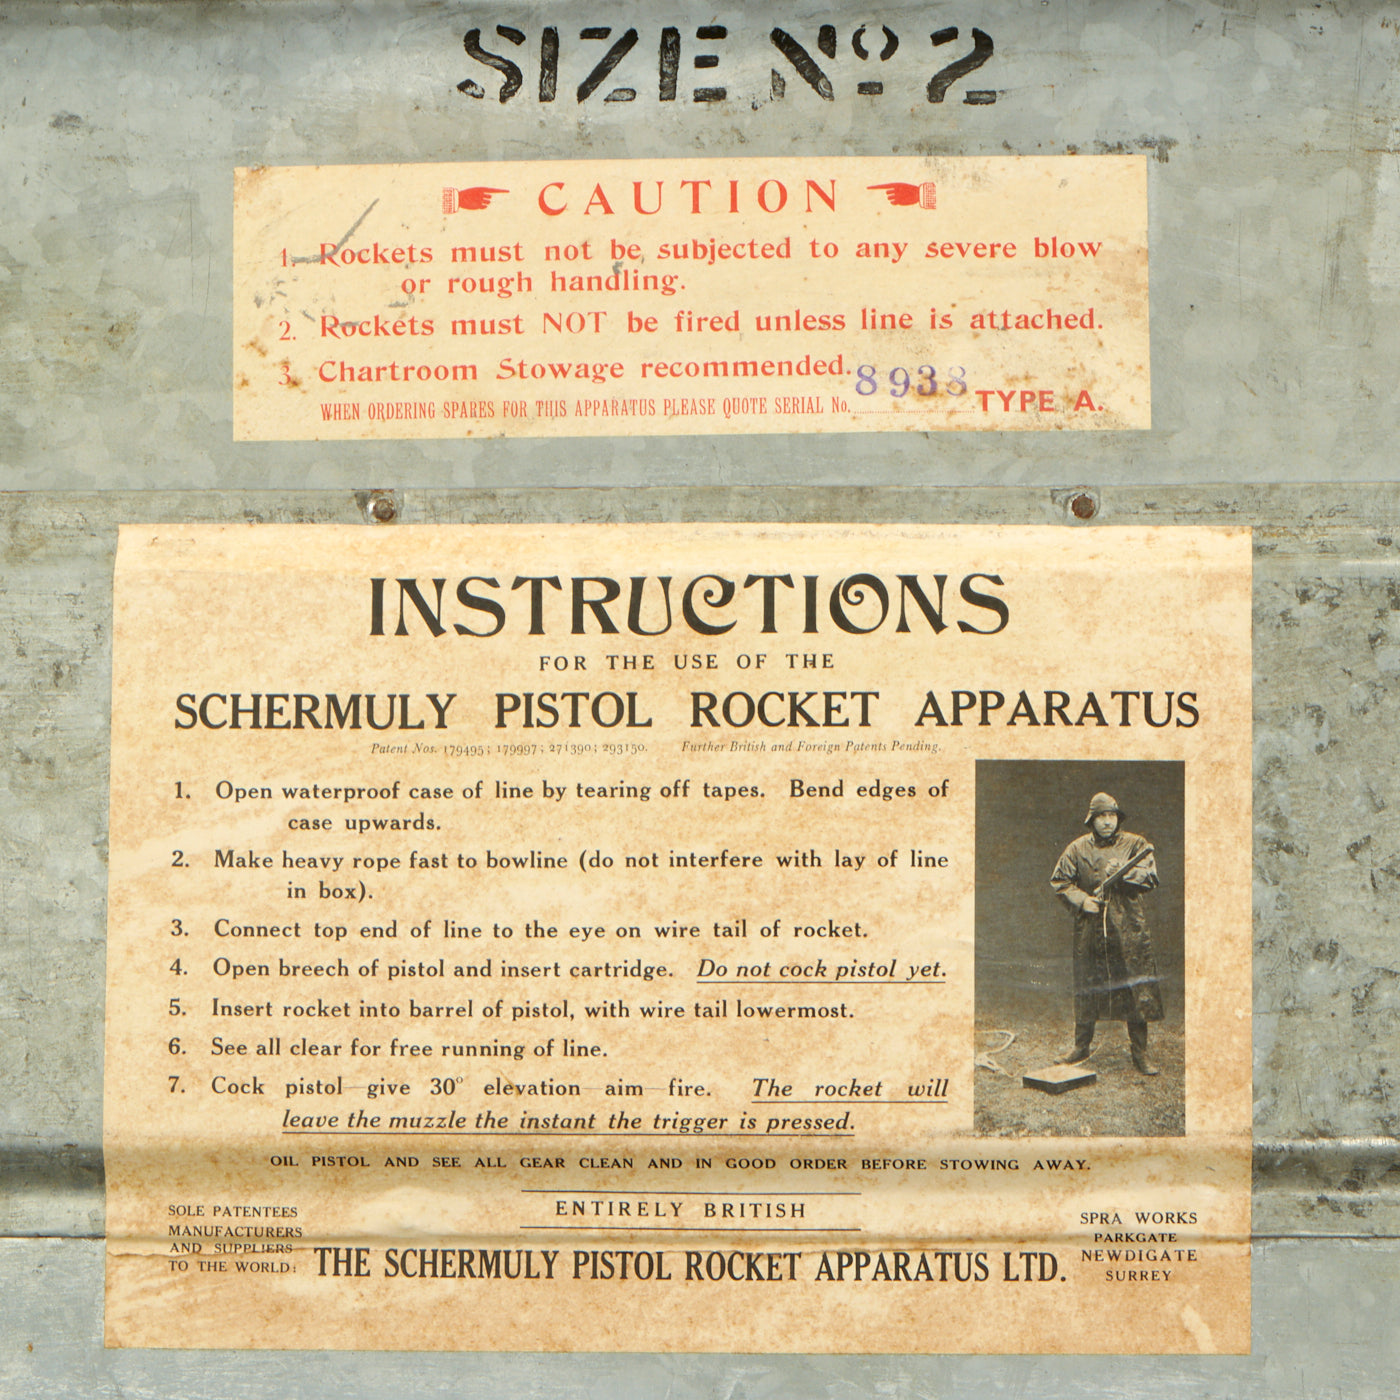 SIZE Nº 2
CAUTION
1. Rockets must not be subjected to any severe blow
or rough handling.
2. Rockets must NOT be fired unless line is attached.
3. Chartroom Stowage recommended.
WHEN ORDERING SPARES FOR THIS APPARATUS PLEASE QUOTE SERIAL No. 8938 TYPE A.
INSTRUCTIONS
FOR THE USE OF THE
SCHERMULY PISTOL ROCKET APPARATUS
Patent Nos. 179495; 179997; 271390; 293150. Further British and Foreign Patents Pending.
1. Open waterproof case of line by tearing off tapes. Bend edges of
case upwards.
2. Make heavy rope fast to bowline (do not interfere with lay of line
in box).
3. Connect top end of line to the eye on wire tail of rocket.
4. Open breech of pistol and insert cartridge. Do not cock pistol yet.
5. Insert rocket into barrel of pistol, with wire tail lowermost.
6. See all clear for free running of line.
7. Cock pistol—give 30° elevation—aim—fire. The rocket will
leave the muzzle the instant the trigger is pressed.
OIL PISTOL AND SEE ALL GEAR CLEAN AND IN GOOD ORDER BEFORE STOWING AWAY.
ENTIRELY BRITISH
SOLE PATENTEES
MANUFACTURERS
AND SUPPLIERS
TO THE WORLD:
THE SCHERMULY PISTOL ROCKET APPARATUS LTD.
SPRA WORKS
PARKGATE
NEWDIGATE
SURREY